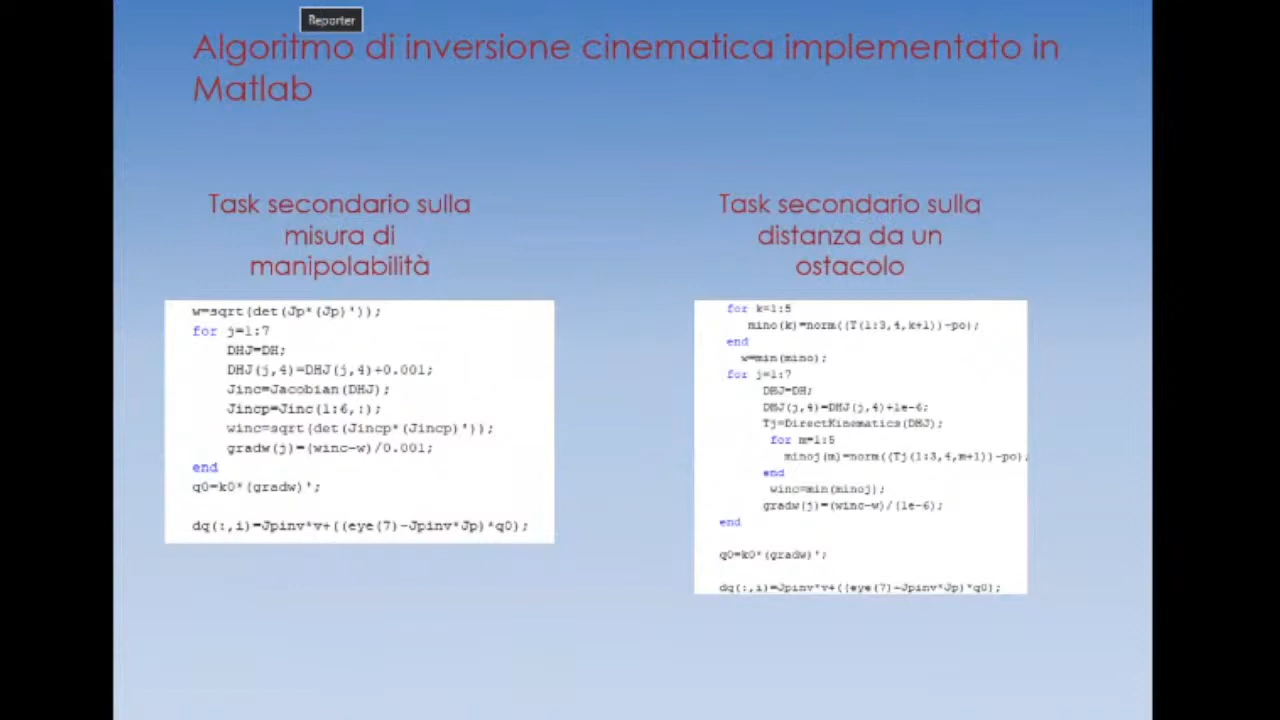 Reporter
Algoritmo di inversione cinematica implementato in
Matlab
Task secondario sulla
misura di
manipolabilità
w=sqrt(det(Jp*(Jp)'));
for j=1:7
DHJ=DH;
DHJ(j,4)=DHJ(j,4)+0.001;
Jinc=Jacobian(DHJ);
Jincp=Jinc(1:6,:);
winc=sqrt(det(Jincp*(Jincp)'));
gradw(j)=(winc-w)/0.001;
end
q0=k0*(gradw)';
dq(:,i)=Jpinv*v+((eye(7)-Jpinv*Jp)*q0);
Task secondario sulla
distanza da un
ostacolo
for k=1:5
mino(k)=norm((T(1:3,4,k+1))-po);
end
w=min(mino);
for j=1:7
DHJ=DH;
DHJ(j,4)=DHJ(j,4)+1e-6;
Tj=DirectKinematics(DHJ);
for m=1:5
minoj(m)=norm((Tj(1:3,4,m+1))-po);
end
winc=min(minoj);
gradw(j)=(winc-w)/(1e-6);
end
q0=k0*(gradw)';
dq(:,i)=Jpinv*v+((eye(7)-Jpinv*Jp)*q0);